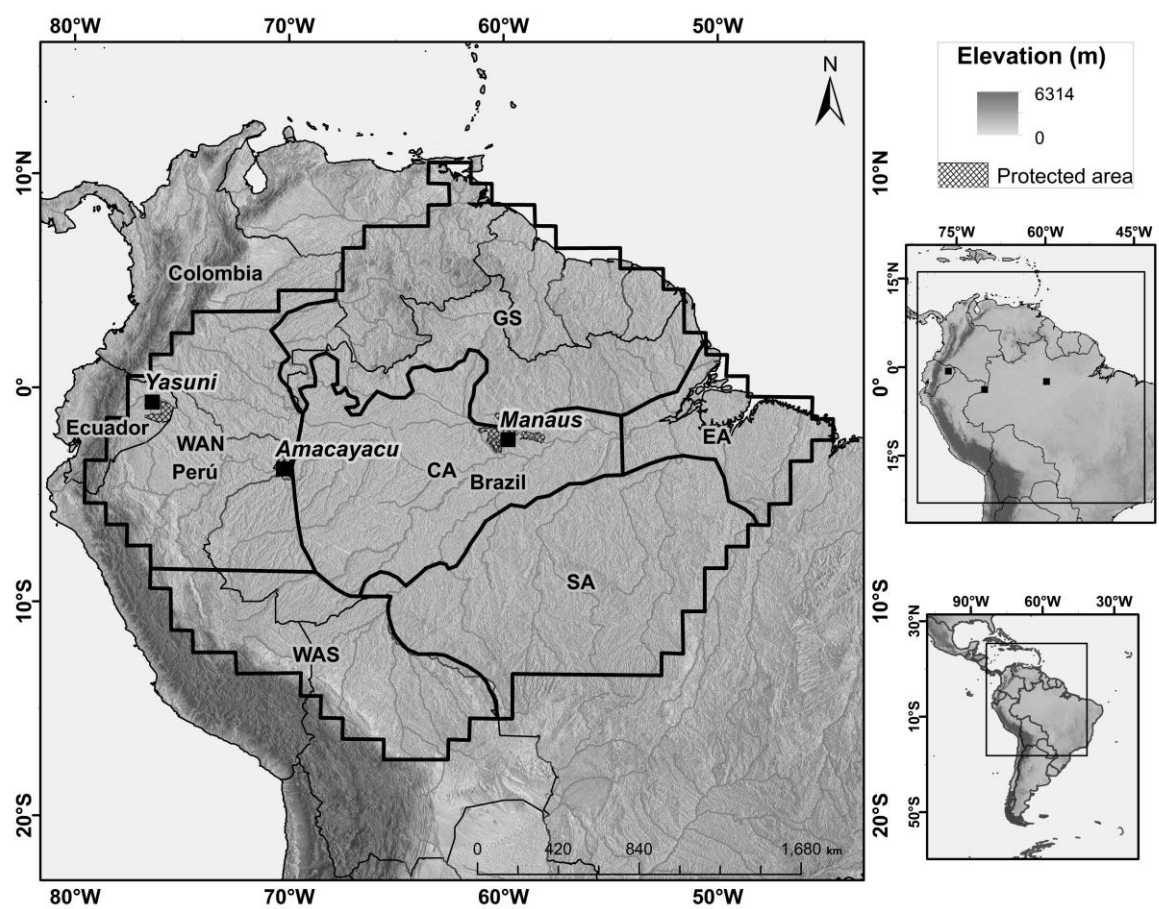 80°W 70°W 60°W 50°W
N
10°N
0°
10°S
20°S
Colombia
GS
Yasuni
Ecuador
WAN
Perú
Amacayacu
Manaus
CA
Brazil
EA
SA
WAS
0 420 840 1,680 km
10°N
0°
10°S
20°S
80°W 70°W 60°W 50°W
Elevation (m)
6314
0
Protected area
75°W 60°W 45°W
15°N
0°
15°S
90°W 60°W 30°W
30°N
10°S
50°S